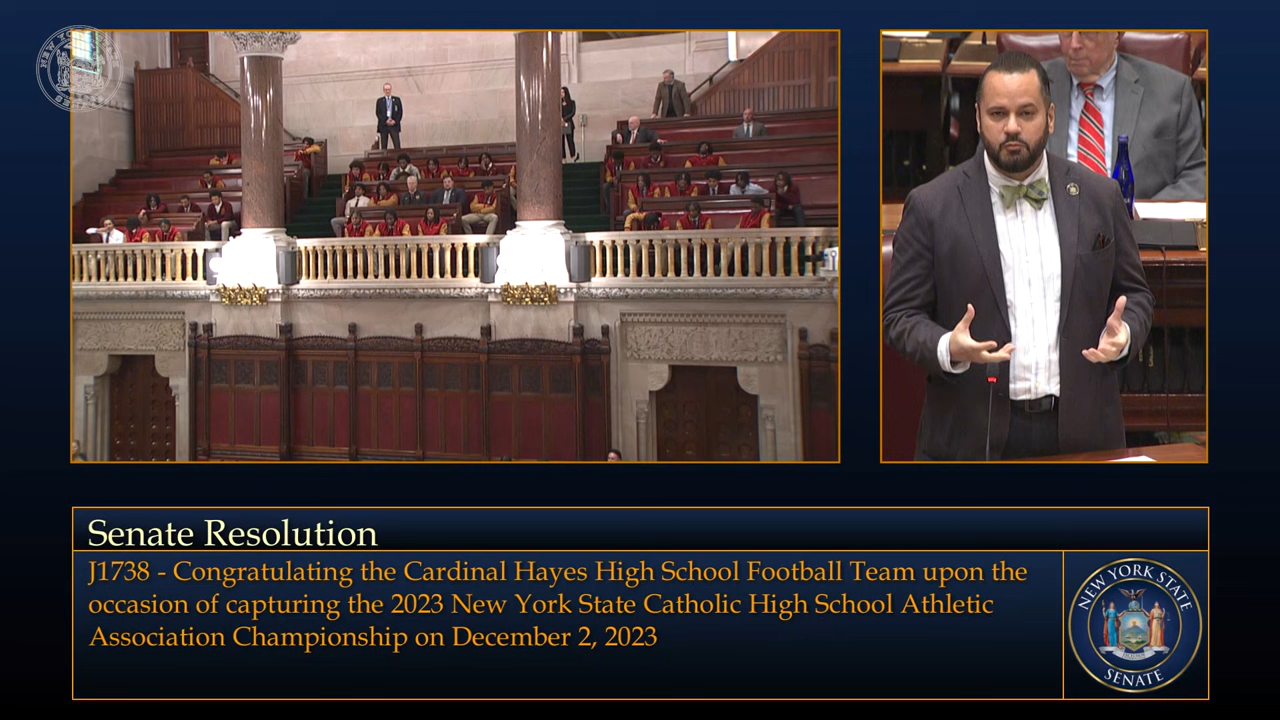 Senate Resolution
J1738 - Congratulating the Cardinal Hayes High School Football Team upon the
occasion of capturing the 2023 New York State Catholic High School Athletic
Association Championship on December 2, 2023
NEW YORK STATE
SENATE